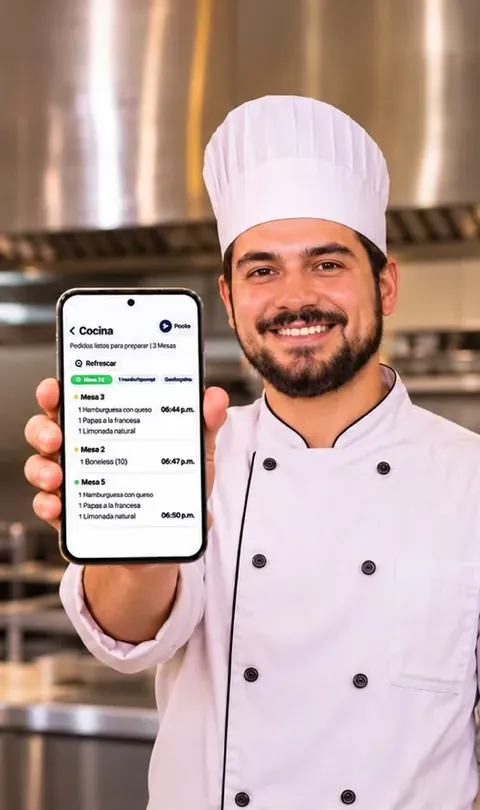 Cocina
Pedidos listos para preparar | 3 Mesas
Refrescar
Mesa 3
1 Hamburguesa con queso 06:44 p.m.
1 Papas a la francesa
1 Limonada natural
Mesa 2
1 Boneless (10) 06:47 p.m.
Mesa 5
1 Hamburguesa con queso
1 Papas a la francesa
1 Limonada natural 06:50 p.m.